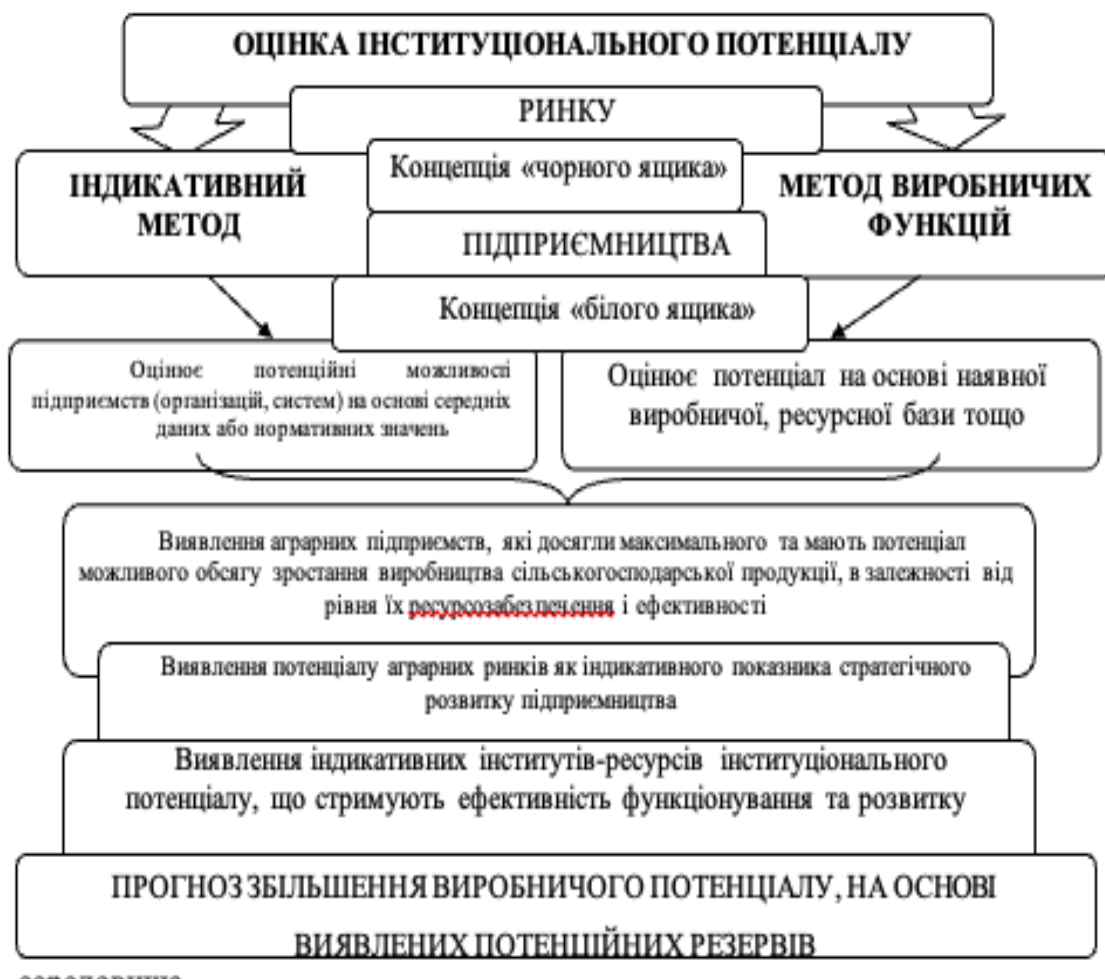 ОЦІНКА ІНСТИТУЦІОНАЛЬНОГО ПОТЕНЦІАЛУ
РИНКУ
ІНДИКАТИВНИЙ
МЕТОД
Концепція «чорного ящика»
ПІДПРИЄМНИЦТВА
Концепція «білого ящика»
МЕТОД ВИРОБНИЧИХ
ФУНКЦІЙ
Оцінює потенційні можливості
підприємств (організацій, систем) на основі середніх
даних або нормативних значень
Оцінює потенціал на основі наявної
виробничої, ресурсної бази тощо
Виявлення аграрних підприємств, які досягли максимального та мають потенціал
можливого обсягу зростання виробництва сільськогосподарської продукції, в залежності від
рівня їх ресурсозабезпечення і ефективності
Виявлення потенціалу аграрних ринків як індикативного показника стратегічного
розвитку підприємництва
Виявлення індикативних інститутів-ресурсів інституціонального
потенціалу, що стримують ефективність функціонування та розвитку
ПРОГНОЗ ЗБІЛЬШЕННЯ ВИРОБНИЧОГО ПОТЕНЦІАЛУ, НА ОСНОВІ
ВИЯВЛЕНИХ ПОТЕНЦІЙНИХ РЕЗЕРВІВ